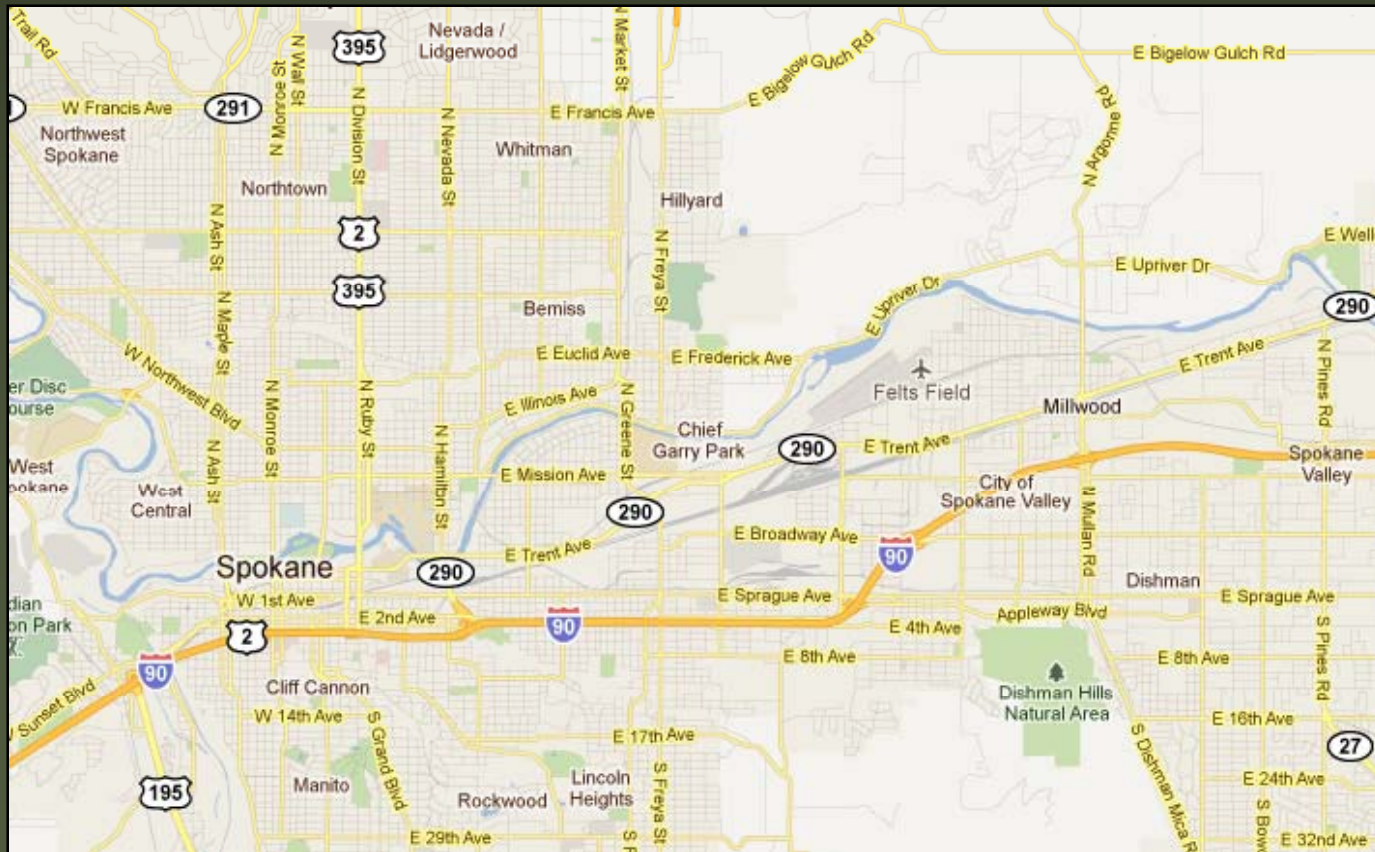 Trail Rd
395
Nevada /
Lidgerwood
N Market St
E Bigelow Gulch Rd
E Bigelow Gulch Rd
N Wall St
N Monroe St
N Division St
W Francis Ave
291
E Francis Ave
N Nevada St
N Argonne Rd
Northwest
Spokane
Whitman
Northtown
Hillyard
N Ash St
2
N Freya St
E Upriver Dr
395
E Upriver Dr
Bemiss
290
N Maple St
E Trent Ave
N Pines Rd
W Northwest Blvd
E Euclid Ave
E Frederick Ave
er Disc
ourse
Felts Field
N Monroe St
N Ruby St
E Illinois Ave
N Greene St
Millwood
N Hamilton St
Chief
Garry Park
290
E Trent Ave
N Ash St
West
pokane
E Mission Ave
Spokane
Valley
West
Central
City of
Spokane Valley
290
N Mullan Rd
E Broadway Ave
E Trent Ave
90
Spokane
290
Dishman
W 1st Ave
E Sprague Ave
E Sprague Ave
dian
on Park
E 2nd Ave
Appleway Blvd
2
90
E 4th Ave
90
E 8th Ave
E 8th Ave
S Pines Rd
Sunset Blvd
Cliff Cannon
Dishman Hills
Natural Area
W 14th Ave
S Grand Blvd
E 16th Ave
E 17th Ave
27
195
Manito
Rockwood
Lincoln
Heights
S Freya St
S Dishman Mica R
E 24th Ave
E 29th Ave
E 32nd Ave